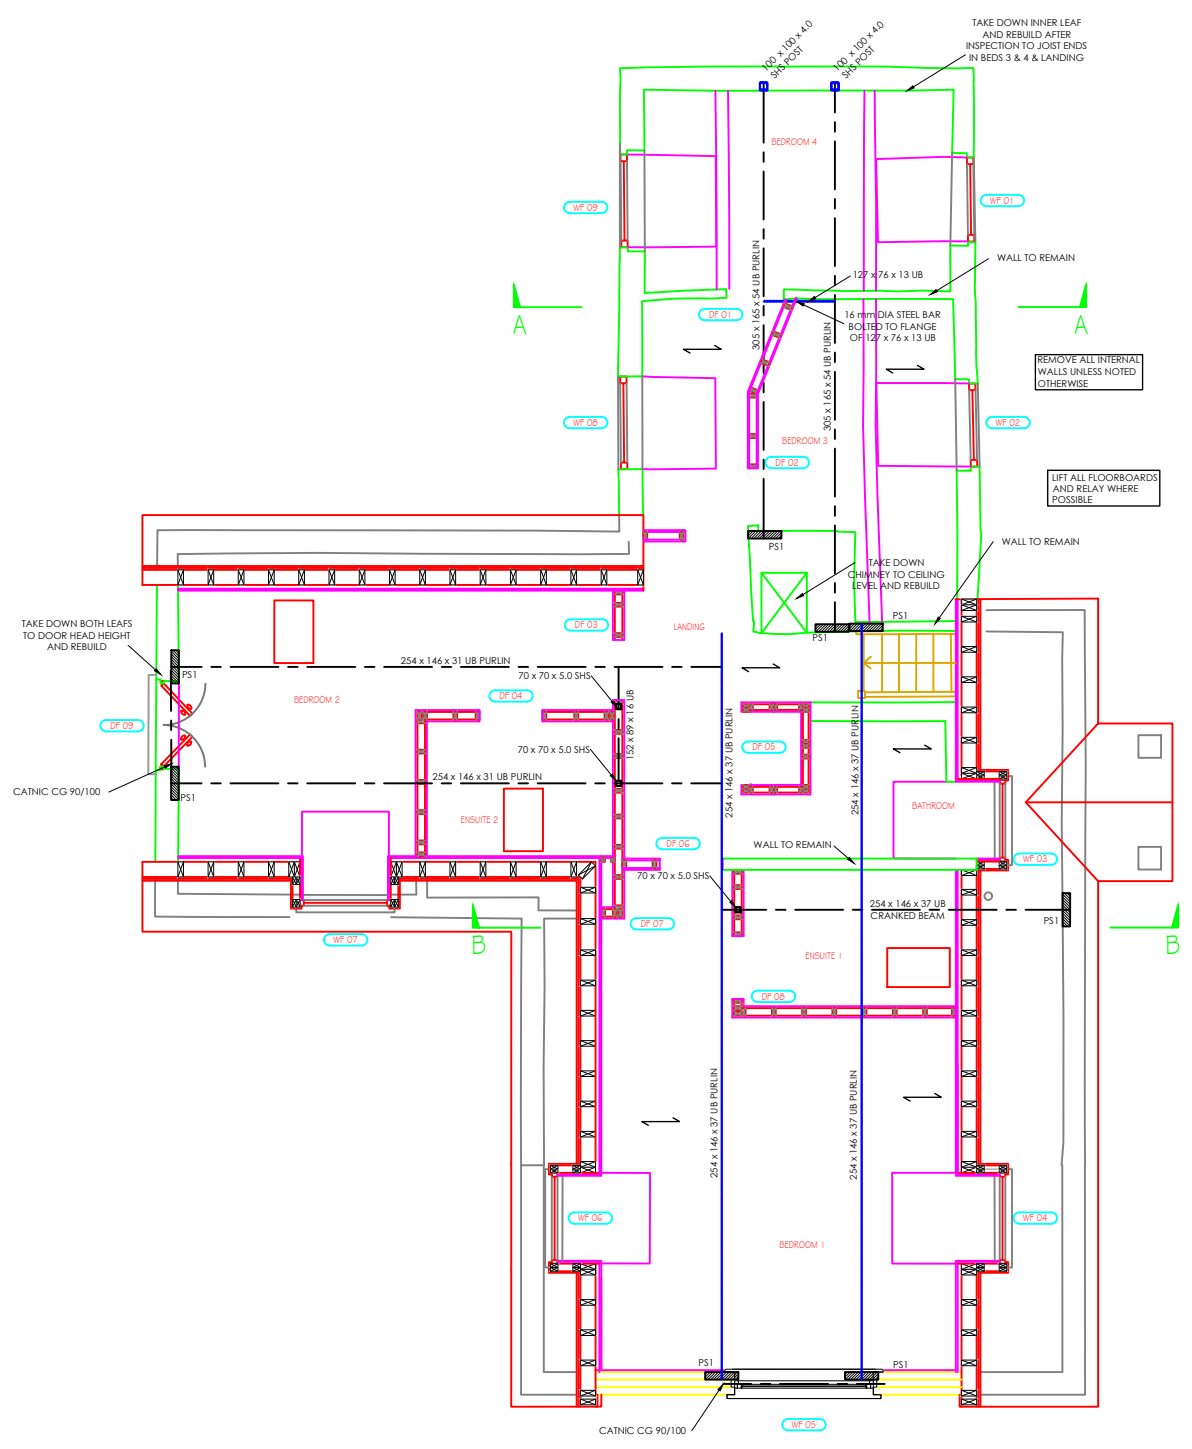 TAKE DOWN INNER LEAF
AND REBUILD AFTER
INSPECTION TO JOIST ENDS
IN BEDS 3 & 4 & LANDING
100 x 100 x 4.0
SHS POST
100 x 100 x 4.0
SHS POST
BEDROOM 4
WF 09
WF 01
305 x 165 x 54 UB PURLIN
WALL TO REMAIN
127 x 76 x 13 UB
A
A
DF 01
16 mm DIA STEEL BAR
BOLTED TO FLANGE
OF 127 x 76 x 13 UB
305 x 165 x 54 UB PURLIN
REMOVE ALL INTERNAL
WALLS UNLESS NOTED
OTHERWISE
WF 08
WF 02
BEDROOM 3
DF 02
LIFT ALL FLOORBOARDS
AND RELAY WHERE
POSSIBLE
PS1
WALL TO REMAIN
TAKE DOWN
CHIMNEY TO CEILING
LEVEL AND REBUILD
TAKE DOWN BOTH LEAFS
TO DOOR HEAD HEIGHT
AND REBUILD
DF 03
LANDING
PS1
PS1
254 x 146 x 31 UB PURLIN
PS1
70 x 70 x 5.0 SHS
BEDROOM 2
DF 04
152 x 89 x 16 UB
DF 09
70 x 70 x 5.0 SHS
DF 05
254 x 146 x 37 UB PURLIN
254 x 146 x 37 UB PURLIN
254 x 146 x 31 UB PURLIN
CATNIC CG 90/100
PS1
ENSUITE 2
BATHROOM
DF 06
WALL TO REMAIN
WF 03
70 x 70 x 5.0 SHS
254 x 146 x 37 UB
CRANKED BEAM
PS1
DF 07
WF 07
B
B
ENSUITE 1
DF 08
254 x 146 x 37 UB PURLIN
254 x 146 x 37 UB PURLIN
WF 06
WF 04
BEDROOM 1
PS1
PS1
CATNIC CG 90/100
WF 05